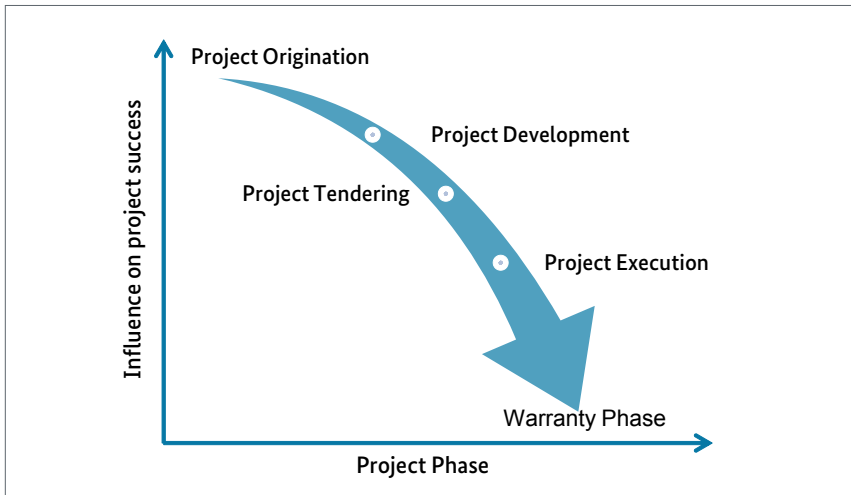 Project Origination
Project Development
Project Tendering
Project Execution
Warranty Phase
Influence on project success
Project Phase